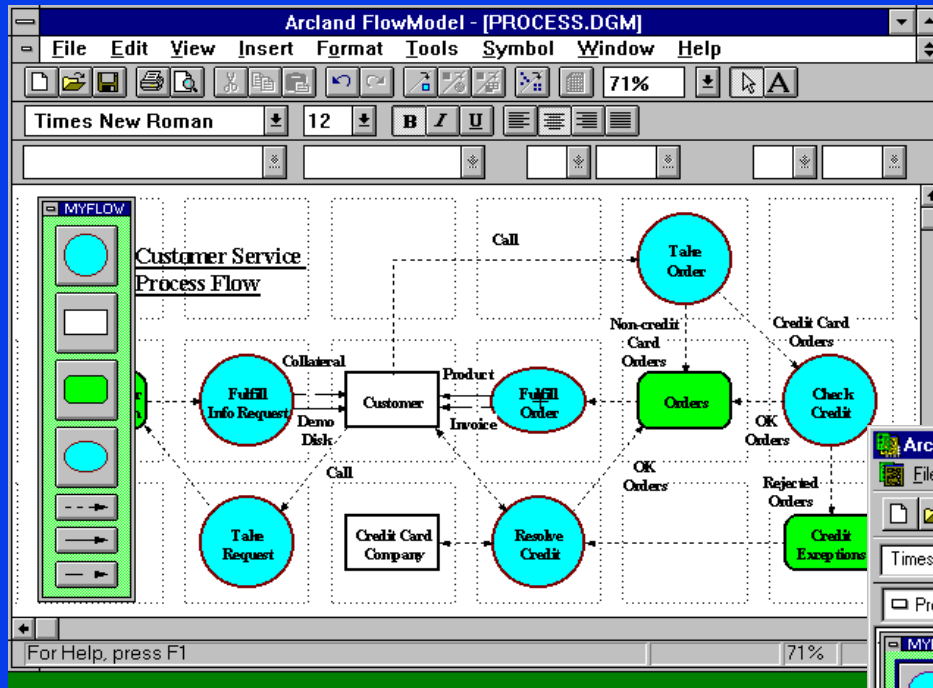 Arcland FlowModel - [PROCESS.DGM]
File Edit View Insert Format Tools Symbol Window Help
71%
A
Times New Roman
12
B I U
MYFLOW
Customer Service
Process Flow
Call
Take
Order
Non-credit
Card
Orders
Credit Card
Orders
Collateral
Fulfill
Info Request
Demo
Disk
Customer
Product
Invoice
Fulfill
Order
Orders
OK
Orders
Check
Credit
Call
OK
Orders
Rejected
Orders
Take
Request
Credit Card
Company
Resolve
Credit
Credit
Exceptions
For Help, press F1
71%
Arc
File
Times
Pr
MYF